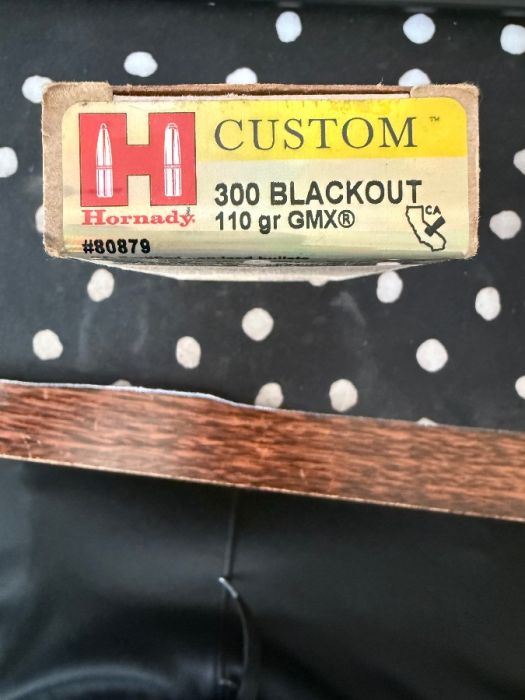 CUSTOM™
Hornady
300 BLACKOUT
110 gr GMX®
CA
#80879